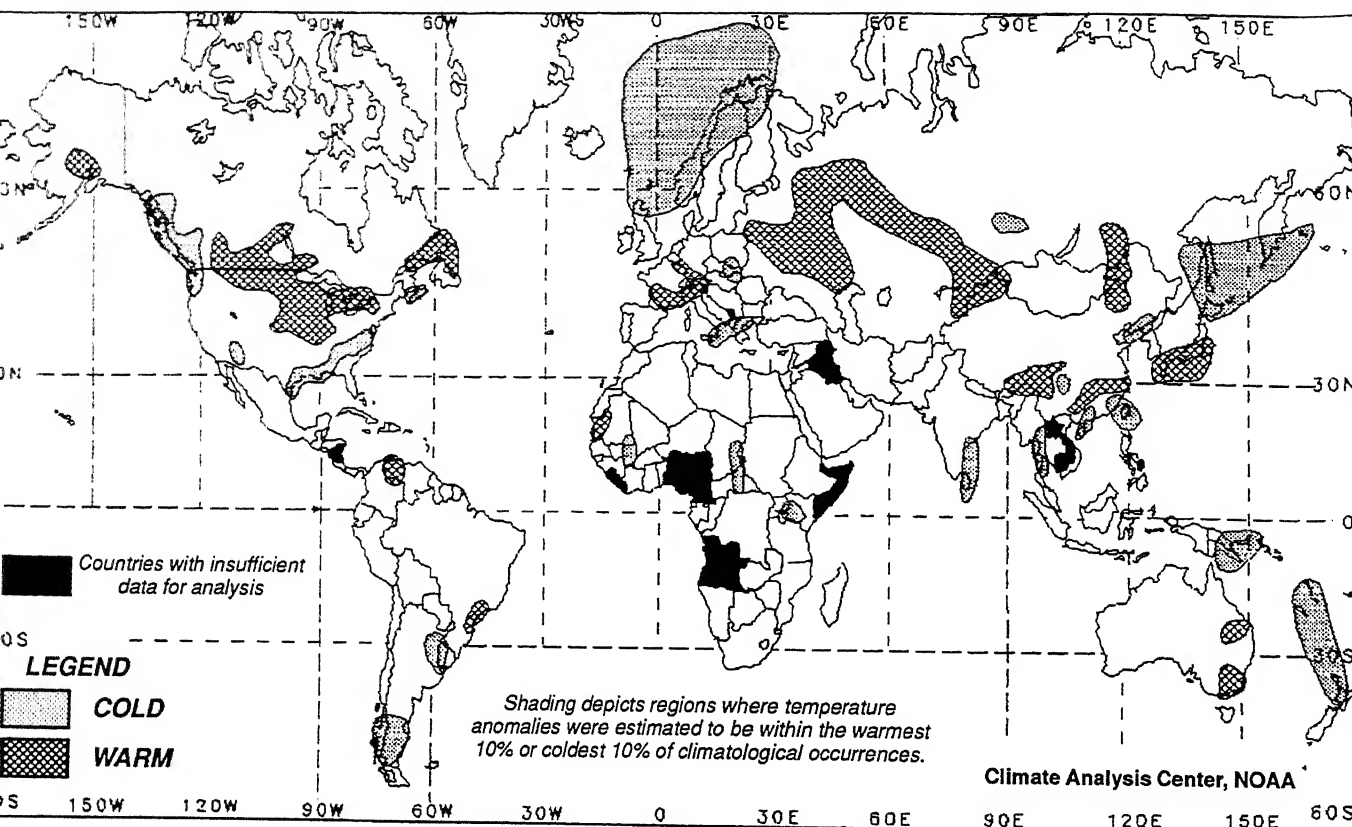 150W 120W 90W 60W 30W 0 30E 60E 90E 120E 150E
60N
30N
0
30S
Countries with insufficient
data for analysis
LEGEND
COLD
WARM
Shading depicts regions where temperature
anomalies were estimated to be within the warmest
10% or coldest 10% of climatological occurrences.
Climate Analysis Center, NOAA
150W 120W 90W 60W 30W 0 30E 60E 90E 120E 150E 60S